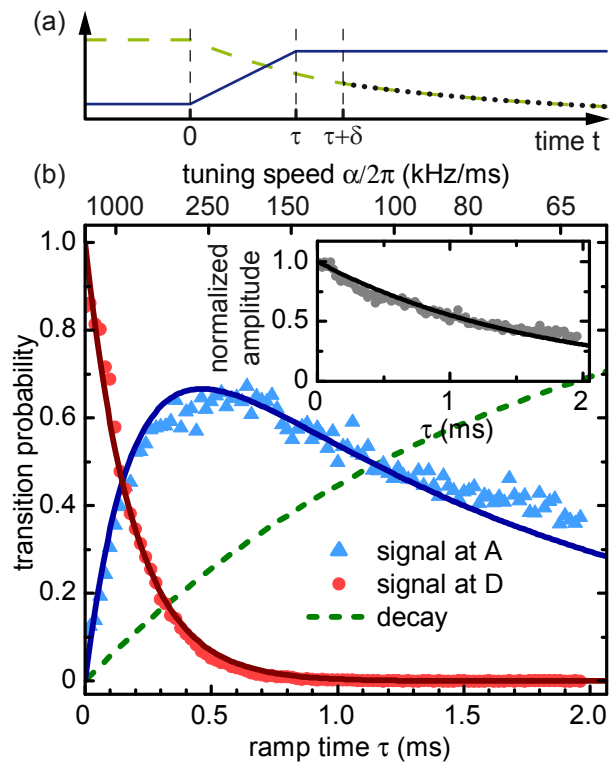 (a)
0 τ τ+δ time t
(b)
tuning speed α/2π (kHz/ms)
1000 250 150 100 80 65
1.0
0.8
0.6
0.4
0.2
0
transition probability
normalized
amplitude
1.0
0.5
0
0 1 2
τ (ms)
signal at A
signal at D
decay
0 0.5 1.0 1.5 2.0
ramp time τ (ms)